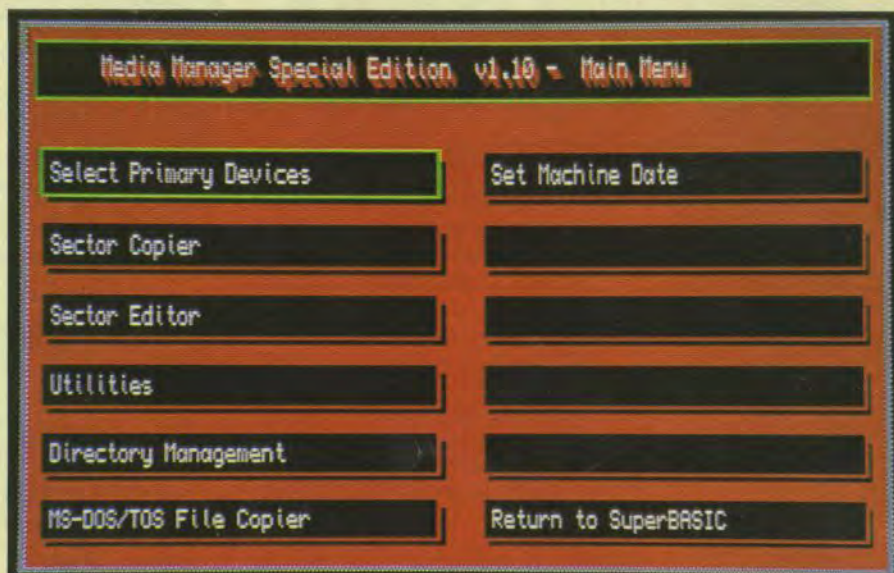 Media Manager Special Edition v1.10 - Main Menu
Select Primary Devices
Set Machine Date
Sector Copier
Sector Editor
Utilities
Directory Management
MS-DOS/TOS File Copier
Return to SuperBASIC